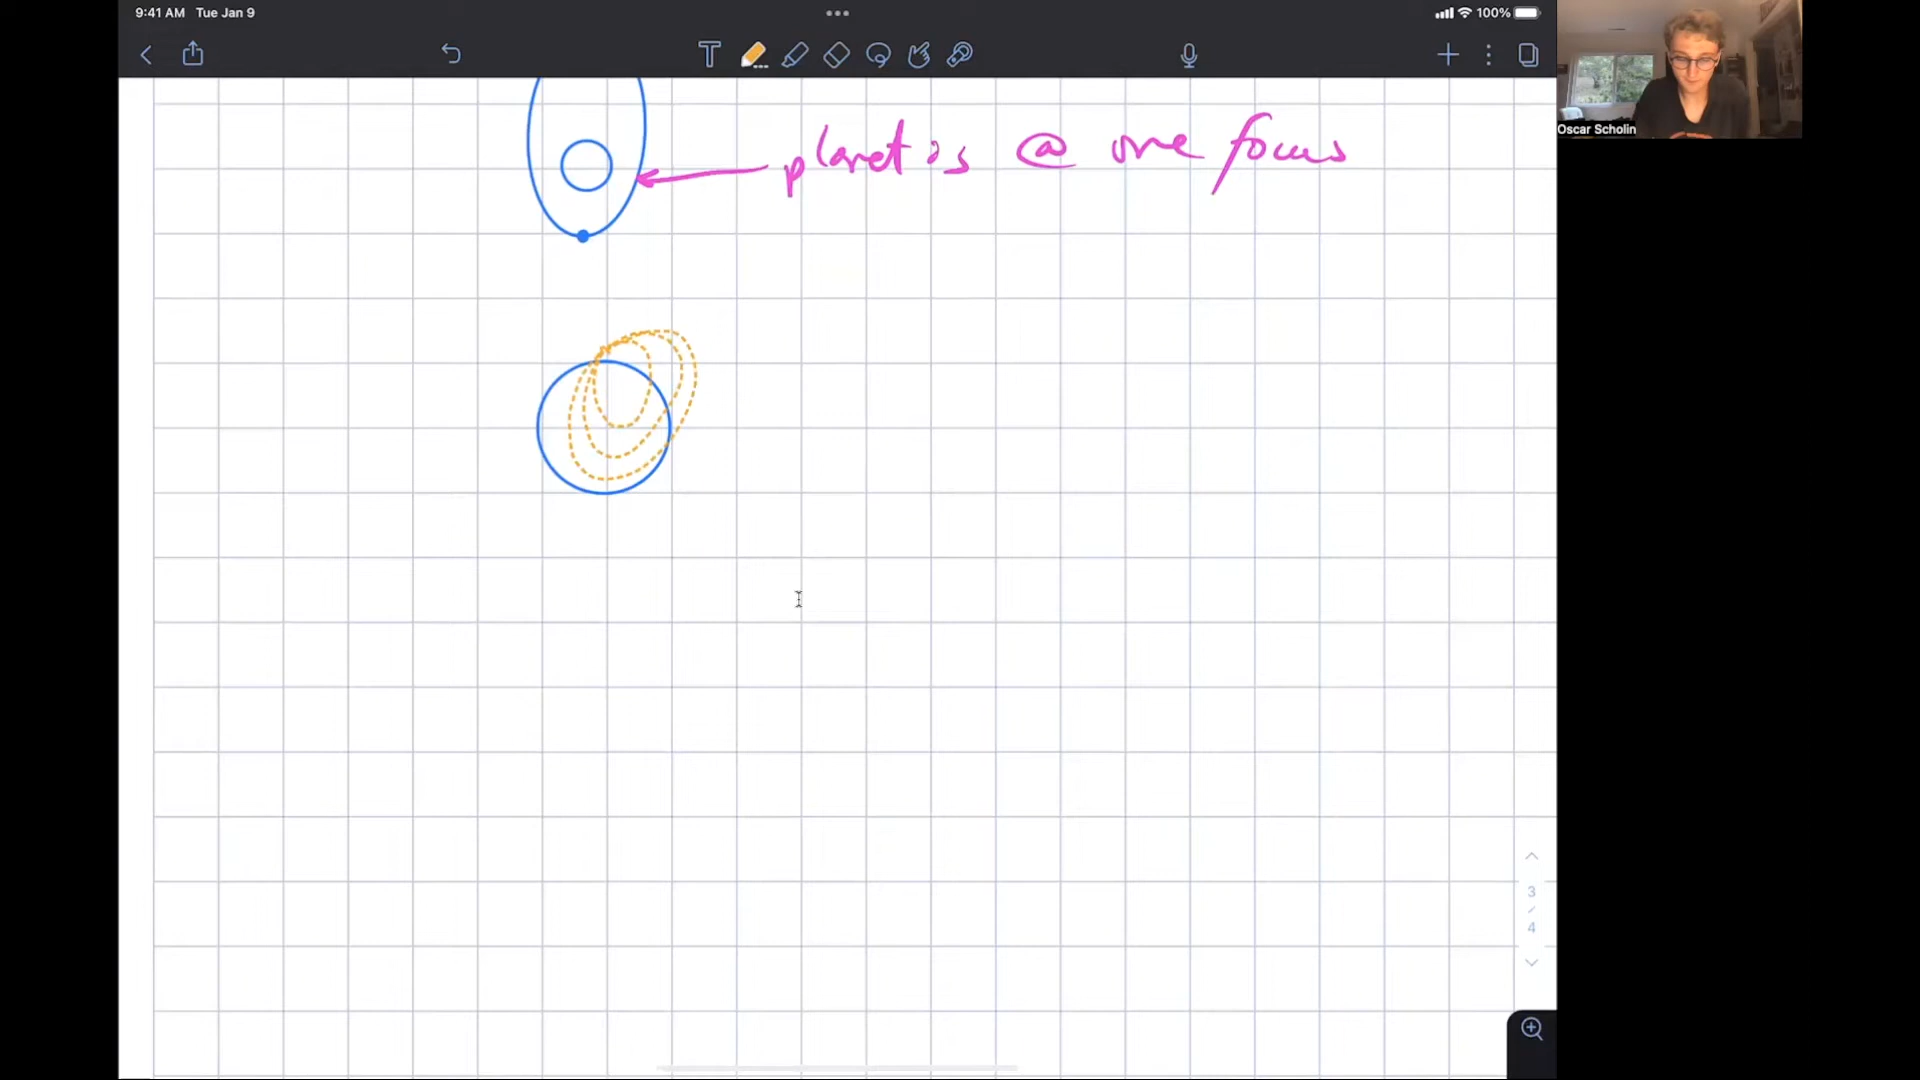 9:41 AM Tue Jan 9
100%
planet is @ one focus
Oscar Scholin
3
4